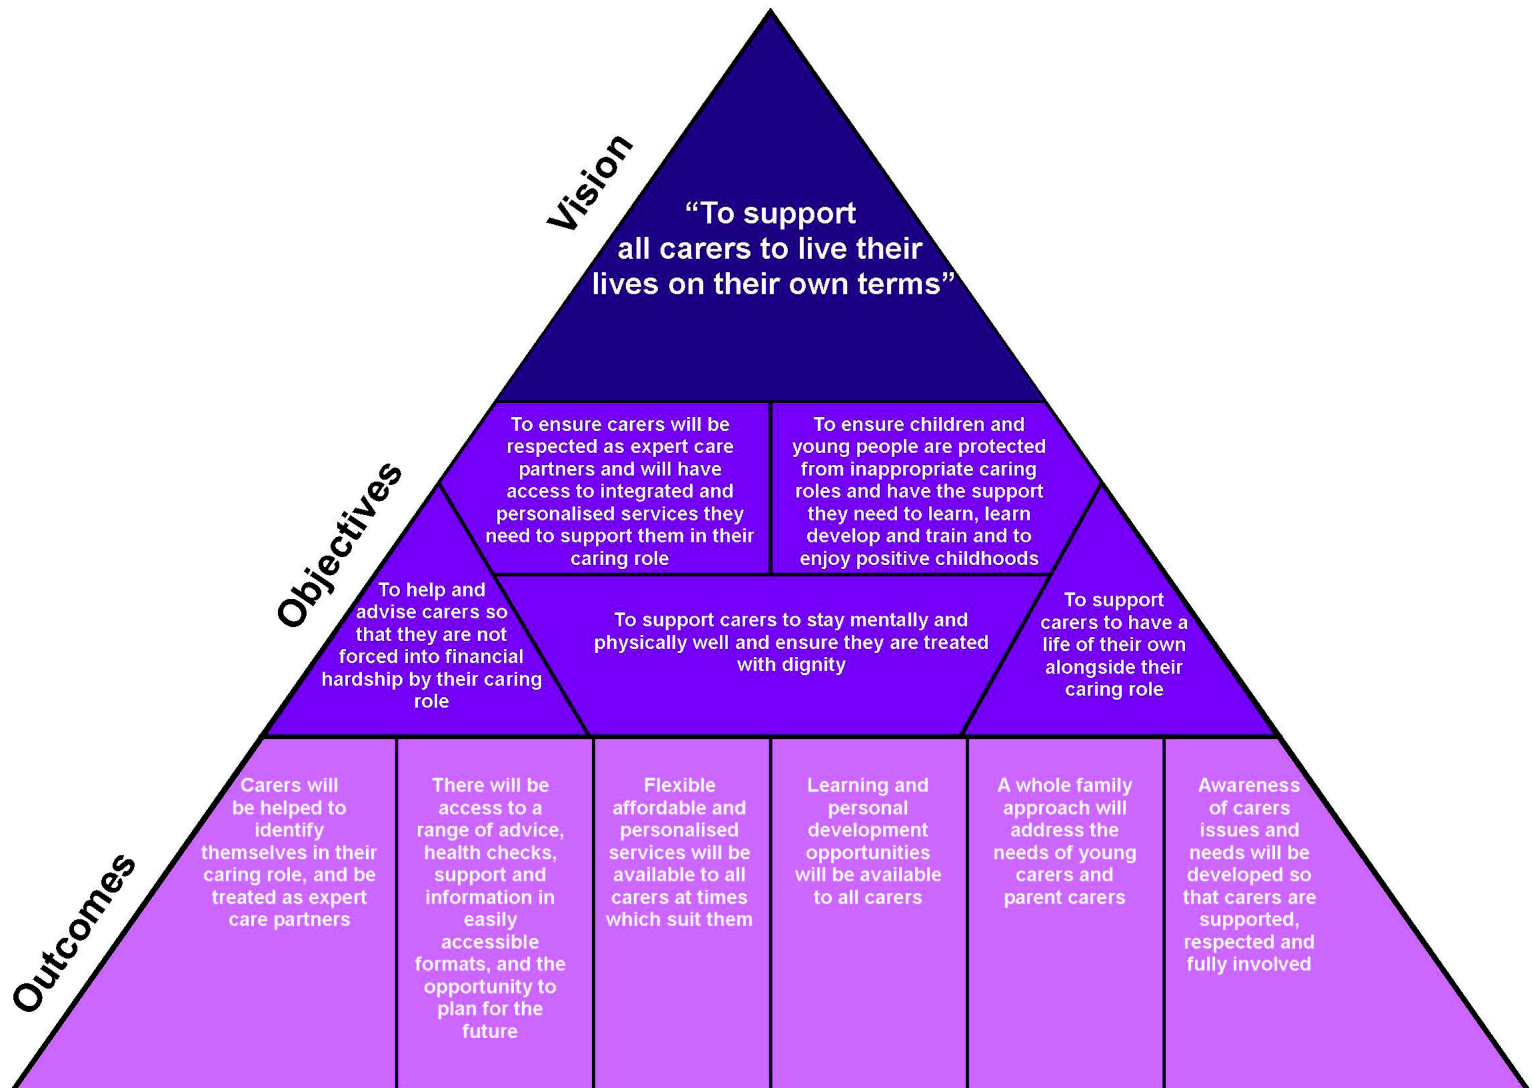 Vision
“To support
all carers to live their
lives on their own terms”
Objectives
To ensure carers will be
respected as expert care
partners and will have
access to integrated and
personalised services they
need to support them in their
caring role
To ensure children and
young people are protected
from inappropriate caring
roles and have the support
they need to learn, learn
develop and train and to
enjoy positive childhoods
To help and
advise carers so
that they are not
forced into financial
hardship by their caring
role
To support carers to stay mentally and
physically well and ensure they are treated
with dignity
To support
carers to have a
life of their own
alongside their
caring role
Outcomes
Carers will
be helped to
identify
themselves in their
caring role, and be
treated as expert
care partners
There will be
access to a
range of advice,
health checks,
support and
information in
easily
accessible
formats, and the
opportunity to
plan for the
future
Flexible
affordable and
personalised
services will be
available to all
carers at times
which suit them
Learning and
personal
development
opportunities
will be available
to all carers
A whole family
approach will
address the
needs of young
carers and
parent carers
Awareness
of carers
issues and
needs will be
developed so
that carers are
supported,
respected and
fully involved